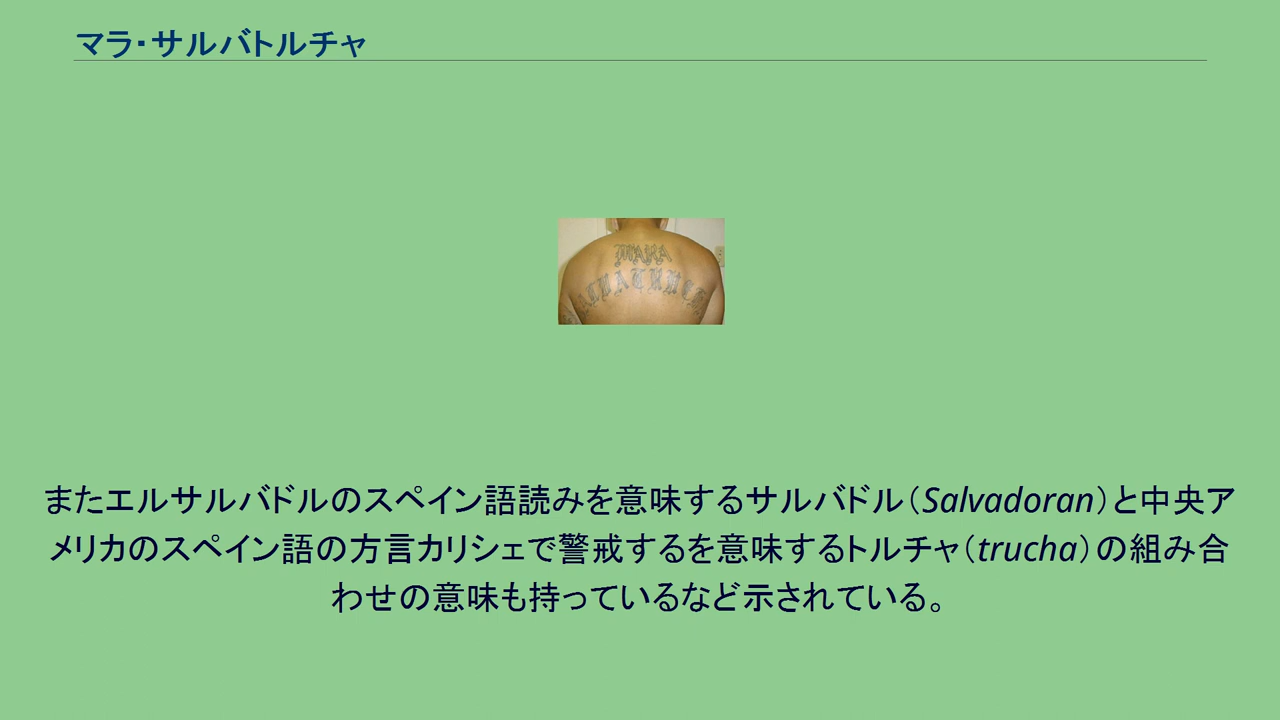 マラ・サルバトルチャ
MARA
またエルサルバドルのスペイン語読みを意味するサルバドル（Salvadoran）と中央ア
メリカのスペイン語の方言カリシェで警戒するを意味するトルチャ（trucha）の組み合
わせの意味も持っているなど示されている。